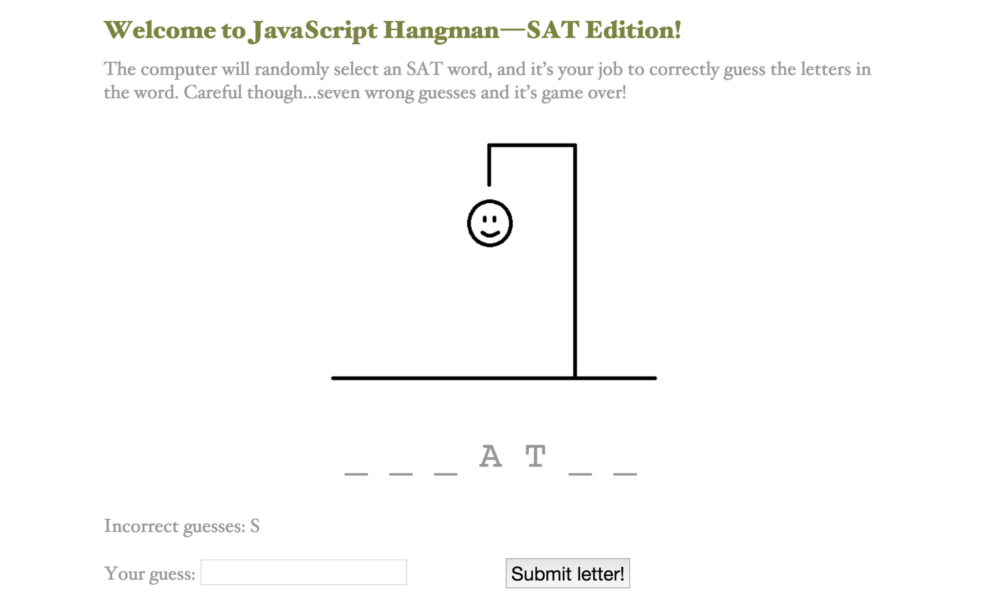 Welcome to JavaScript Hangman—SAT Edition!
The computer will randomly select an SAT word, and it's your job to correctly guess the letters in
the word. Careful though...seven wrong guesses and it's game over!
_ _ _ A T _ _
Incorrect guesses: S
Your guess:
Submit letter!